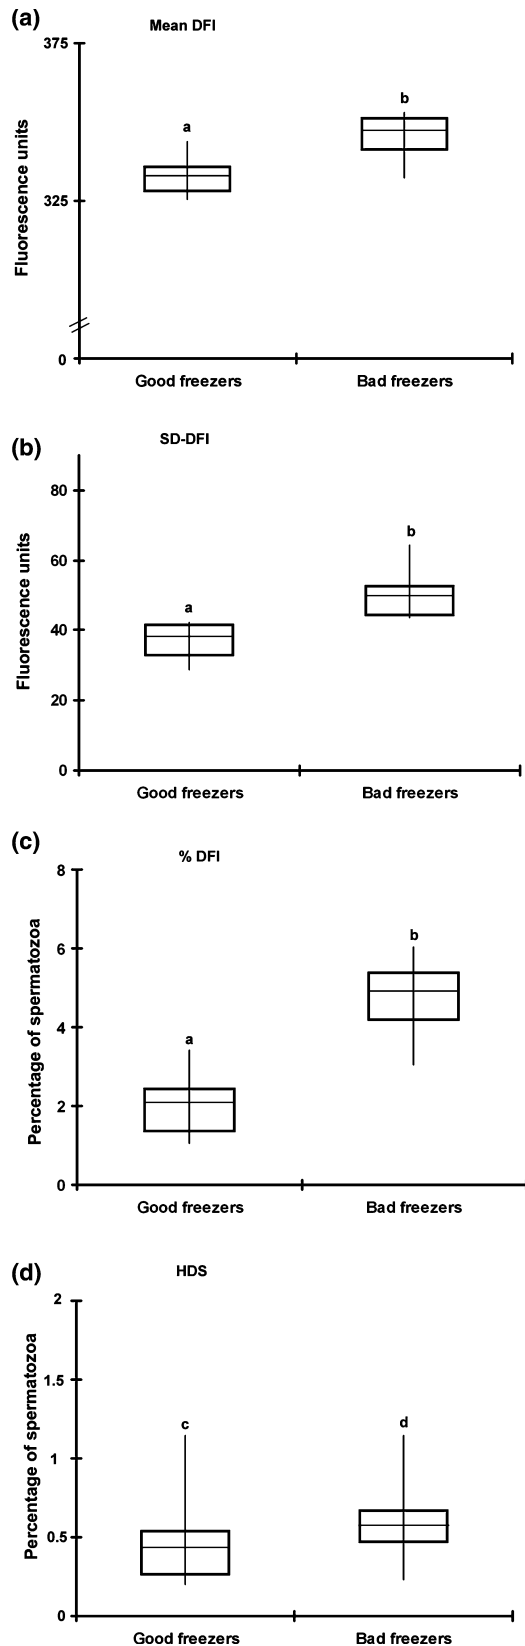 (a)
Mean DFI
375
a
b
Fluorescence units
325
0
Good freezers Bad freezers
(b)
SD-DFI
80
b
60
a
Fluorescence units
40
20
0
Good freezers Bad freezers
(c)
% DFI
8
b
6
Percentage of spermatozoa
4
a
2
0
Good freezers Bad freezers
(d)
HDS
2
1.5
c d
Percentage of spermatozoa
1
0.5
0
Good freezers Bad freezers